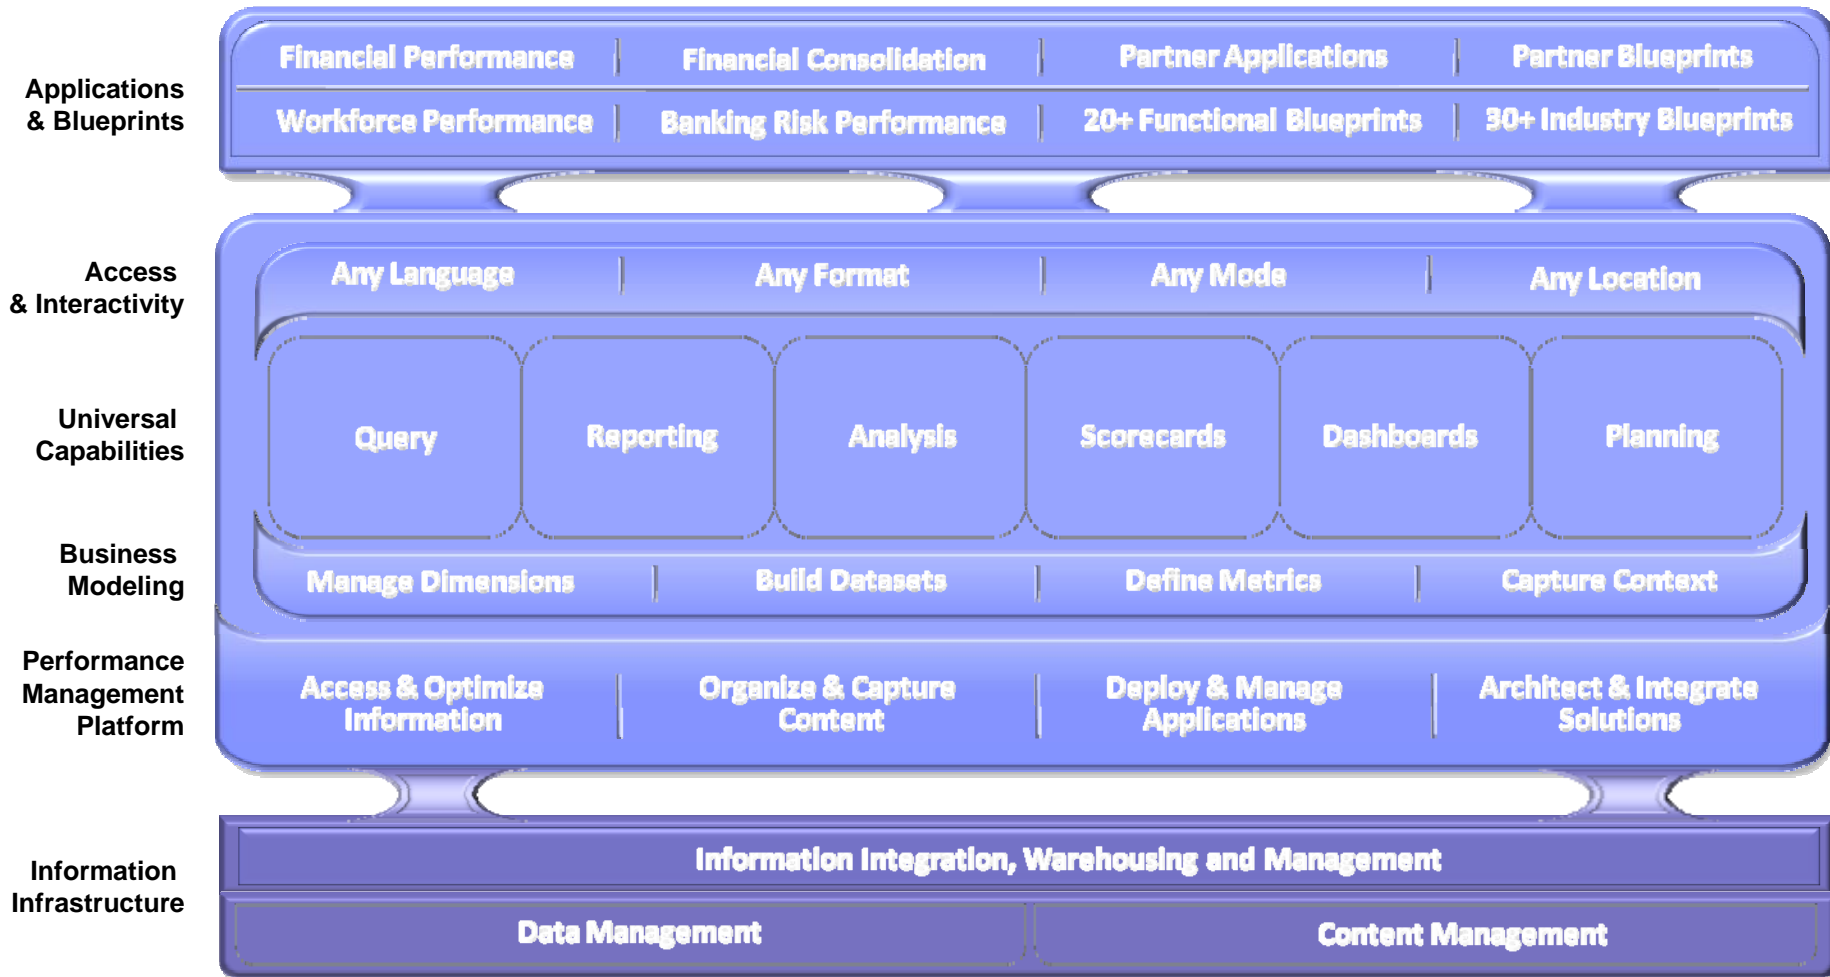 Applications
& Blueprints
Financial Performance
Financial Consolidation
Partner Applications
Partner Blueprints
Workforce Performance
Banking Risk Performance
20+ Functional Blueprints
30+ Industry Blueprints
Access
& Interactivity
Any Language
Any Format
Any Mode
Any Location
Universal
Capabilities
Query
Reporting
Analysis
Scorecards
Dashboards
Planning
Business
Modeling
Manage Dimensions
Build Datasets
Define Metrics
Capture Context
Performance
Management
Platform
Access & Optimize
Information
Organize & Capture
Content
Deploy & Manage
Applications
Architect & Integrate
Solutions
Information
Infrastructure
Information Integration, Warehousing and Management
Data Management
Content Management